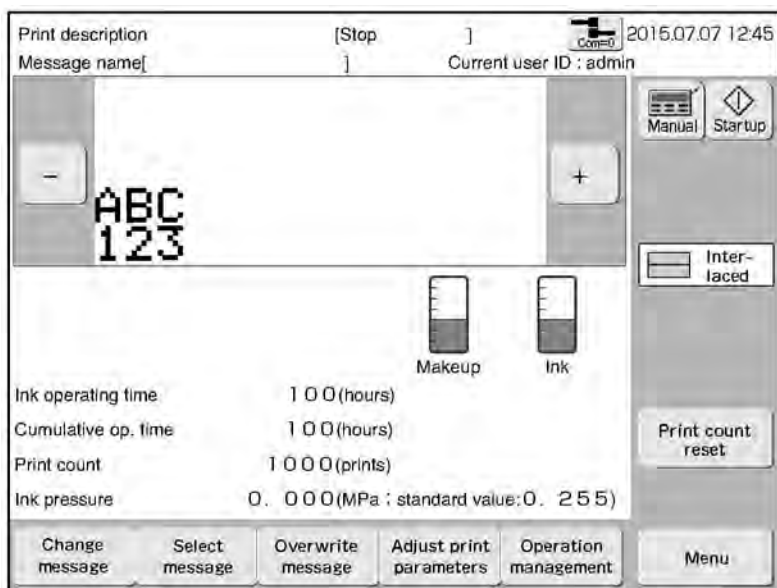 Print description [Stop ] Com=0 2015.07.07 12:45
Message name[ ] Current user ID : admin
Manual Startup
- +
ABC
123
Inter-
laced
Makeup Ink
Ink operating time 100(hours)
Cumulative op. time 100(hours)
Print count 1000(prints)
Print count
reset
Ink pressure 0. 000(MPa : standard value:0. 255)
Change
message
Select
message
Overwrite
message
Adjust print
parameters
Operation
management
Menu